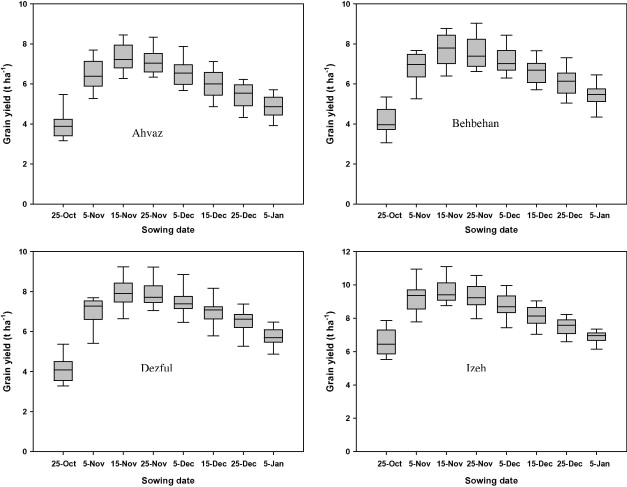 10
8
6
4
2
0
Grain yield (t ha-1)
Ahvaz
25-Oct 5-Nov 15-Nov 25-Nov 5-Dec 15-Dec 25-Dec 5-Jan
Sowing date
10
8
6
4
2
0
Grain yield (t ha-1)
Behbehan
25-Oct 5-Nov 15-Nov 25-Nov 5-Dec 15-Dec 25-Dec 5-Jan
Sowing date
10
8
6
4
2
0
Grain yield (t ha-1)
Dezful
25-Oct 5-Nov 15-Nov 25-Nov 5-Dec 15-Dec 25-Dec 5-Jan
Sowing date
12
10
8
6
4
2
0
Grain yield (t ha-1)
Izeh
25-Oct 5-Nov 15-Nov 25-Nov 5-Dec 15-Dec 25-Dec 5-Jan
Sowing date